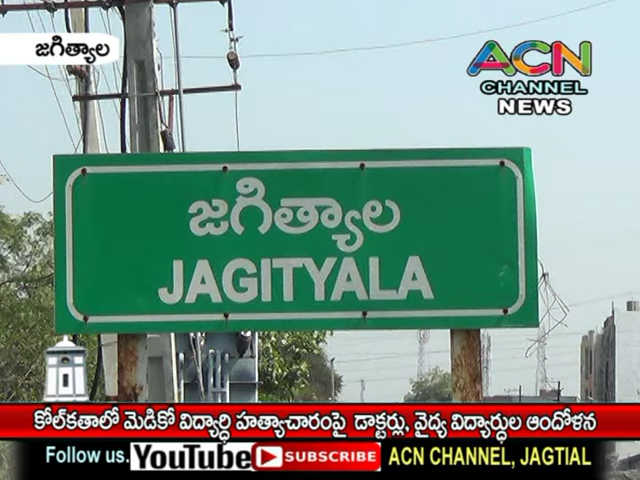 జగిత్యాల
ACN
CHANNEL
NEWS
జగిత్యాల
JAGITYALA
కోల్‌కతాలో మెడికో విద్యార్ధి హత్యాచారంపై డాక్టర్లు, వైద్య విద్యార్థుల ఆందోళన
Follow us. YouTube SUBSCRIBE ACN CHANNEL, JAGTIAL